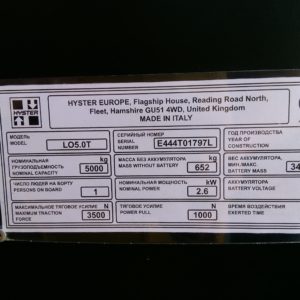 HYSTER
HYSTER EUROPE, Flagship House, Reading Road North,
Fleet, Hamshire GU51 4WD, United Kingdom
MADE IN ITALY
МОДЕЛЬ
MODEL
LO5.0T
СЕРИЙНЫЙ НОМЕР
SERIAL
NUMBER
E444T01797L
ГОД ПРОИЗВОДСТВА
YEAR OF
CONSTRUCTION
НОМИНАЛЬНАЯ
ГРУЗОПОДЪЕМНОСТЬ
NOMINAL CAPACITY
kg
5000
МАССА БЕЗ АККУМУЛЯТОРА
MASS WITHOUT BATTERY
kg
652
ВЕС АККУМУЛЯТОРА,
МИН./МАКС.
BATTERY MASS
34
ЧИСЛО ЛЮДЕЙ НА БОРТУ
PERSONS ON BOARD
1
НОМИНАЛЬНАЯ МОЩНОСТЬ
NOMINAL POWER
kW
2.6
НАПРЯЖЕНИЕ АККУМУЛЯТОРА
BATTERY VOLTAGE
МАКСИМАЛЬНОЕ ТЯГОВОЕ УСИЛИЕ
MAXIMUM TRACTION
FORCE
N
3500
ТЯГОВОЕ УСИЛИЕ
POWER PULL
N
1000
ВРЕМЯ ВОЗДЕЙСТВИЯ
EXERTED TIME